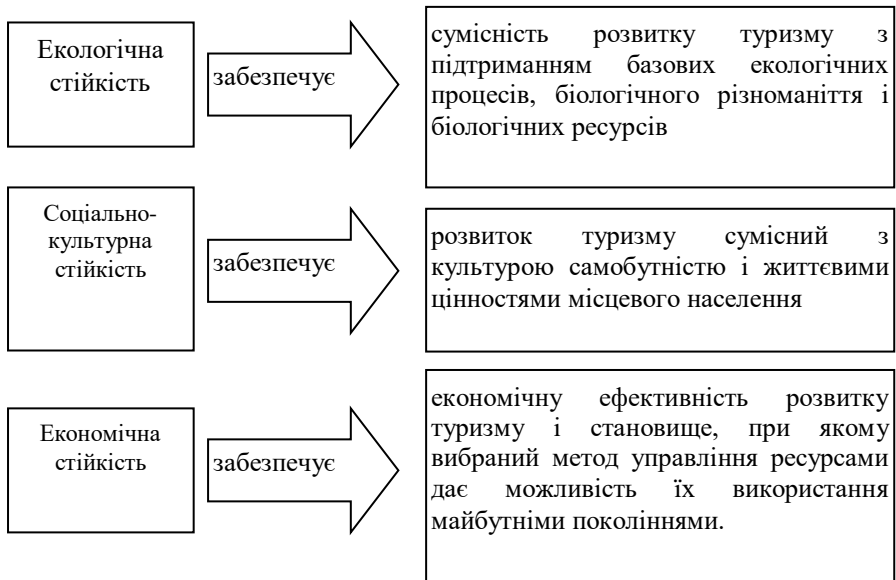 Екологічна
стійкість
забезпечує
сумісність розвитку туризму з
підтриманням базових екологічних
процесів, біологічного різноманіття і
біологічних ресурсів
Соціально-
культурна
стійкість
забезпечує
розвиток туризму сумісний з
культурою самобутністю і життєвими
цінностями місцевого населення
Економічна
стійкість
забезпечує
економічну ефективність розвитку
туризму і становище, при якому
вибраний метод управління ресурсами
дає можливість їх використання
майбутніми поколіннями.